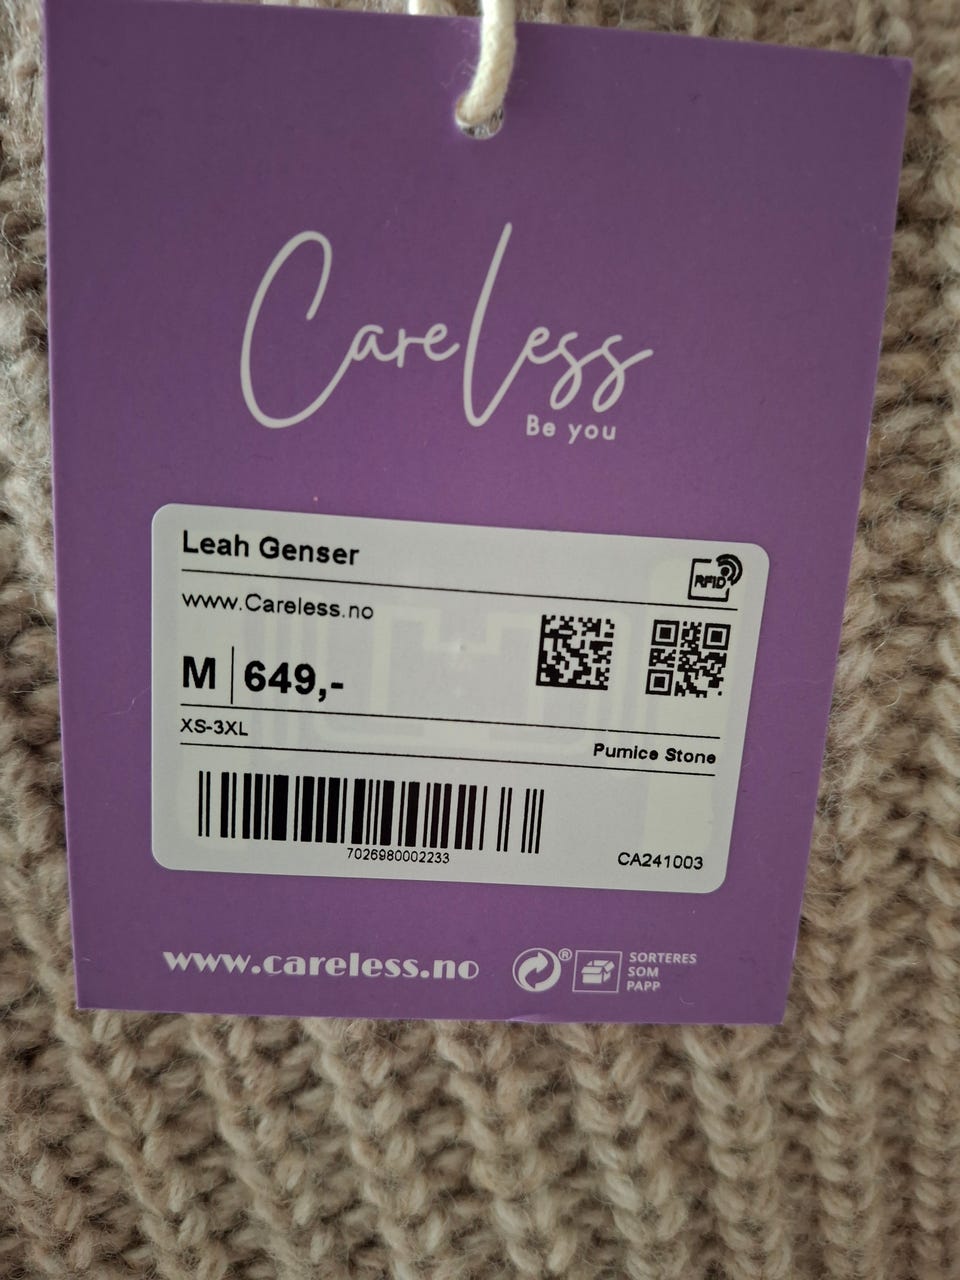 CareLess
Be you
Leah Genser
RFID
www.Careless.no
M 649,-
XS-3XL
Pumice Stone
7026980002233
CA241003
www.careless.no
®
SORTERES
SOM
PAPP